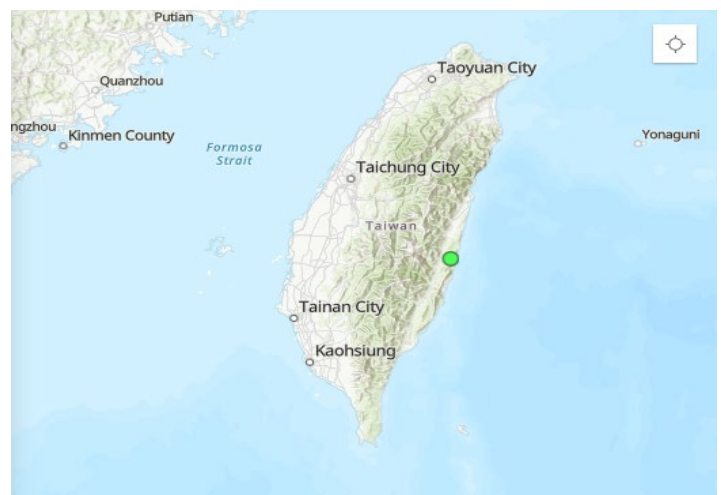 Putian
Taoyuan City
Quanzhou
ngzhou
Kinmen County
Yonaguni
Formosa
Strait
Taichung City
Taiwan
Tainan City
Kaohsiung